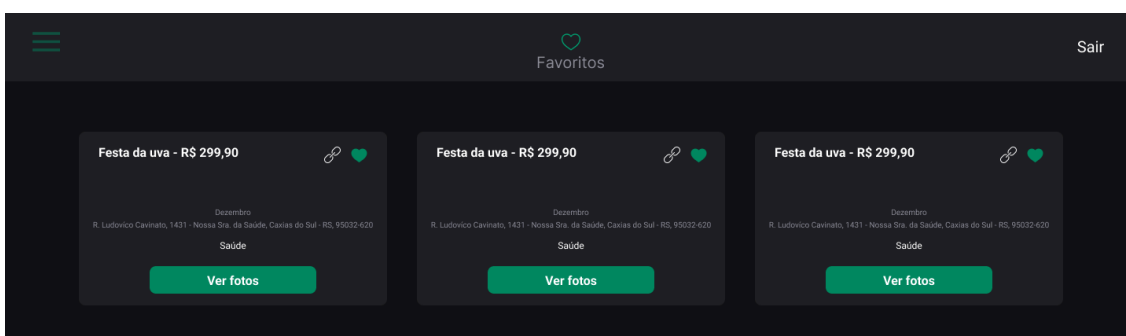 Favoritos
Sair
Festa da uva - R$ 299,90
Dezembro
R. Ludovico Cavinato, 1431 - Nossa Sra. da Saúde, Caxias do Sul - RS, 95032-620
Saúde
Ver fotos
Festa da uva - R$ 299,90
Dezembro
R. Ludovico Cavinato, 1431 - Nossa Sra. da Saúde, Caxias do Sul - RS, 95032-620
Saúde
Ver fotos
Festa da uva - R$ 299,90
Dezembro
R. Ludovico Cavinato, 1431 - Nossa Sra. da Saúde, Caxias do Sul - RS, 95032-620
Saúde
Ver fotos